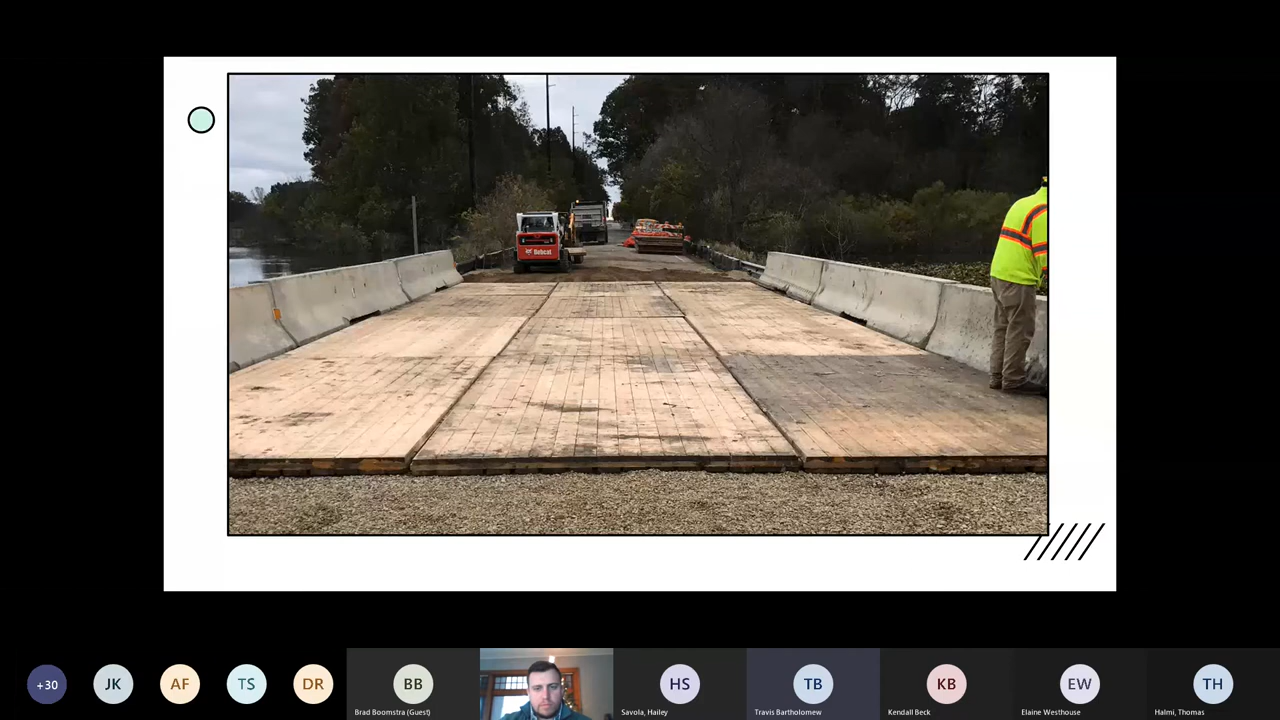 Bobcat
+30
JK
AF
TS
DR
BB
HS
TB
KB
EW
TH
Brad Boomstra (Guest)
Savola, Hailey
Travis Bartholomew
Kendall Beck
Elaine Westhouse
Halmi, Thomas